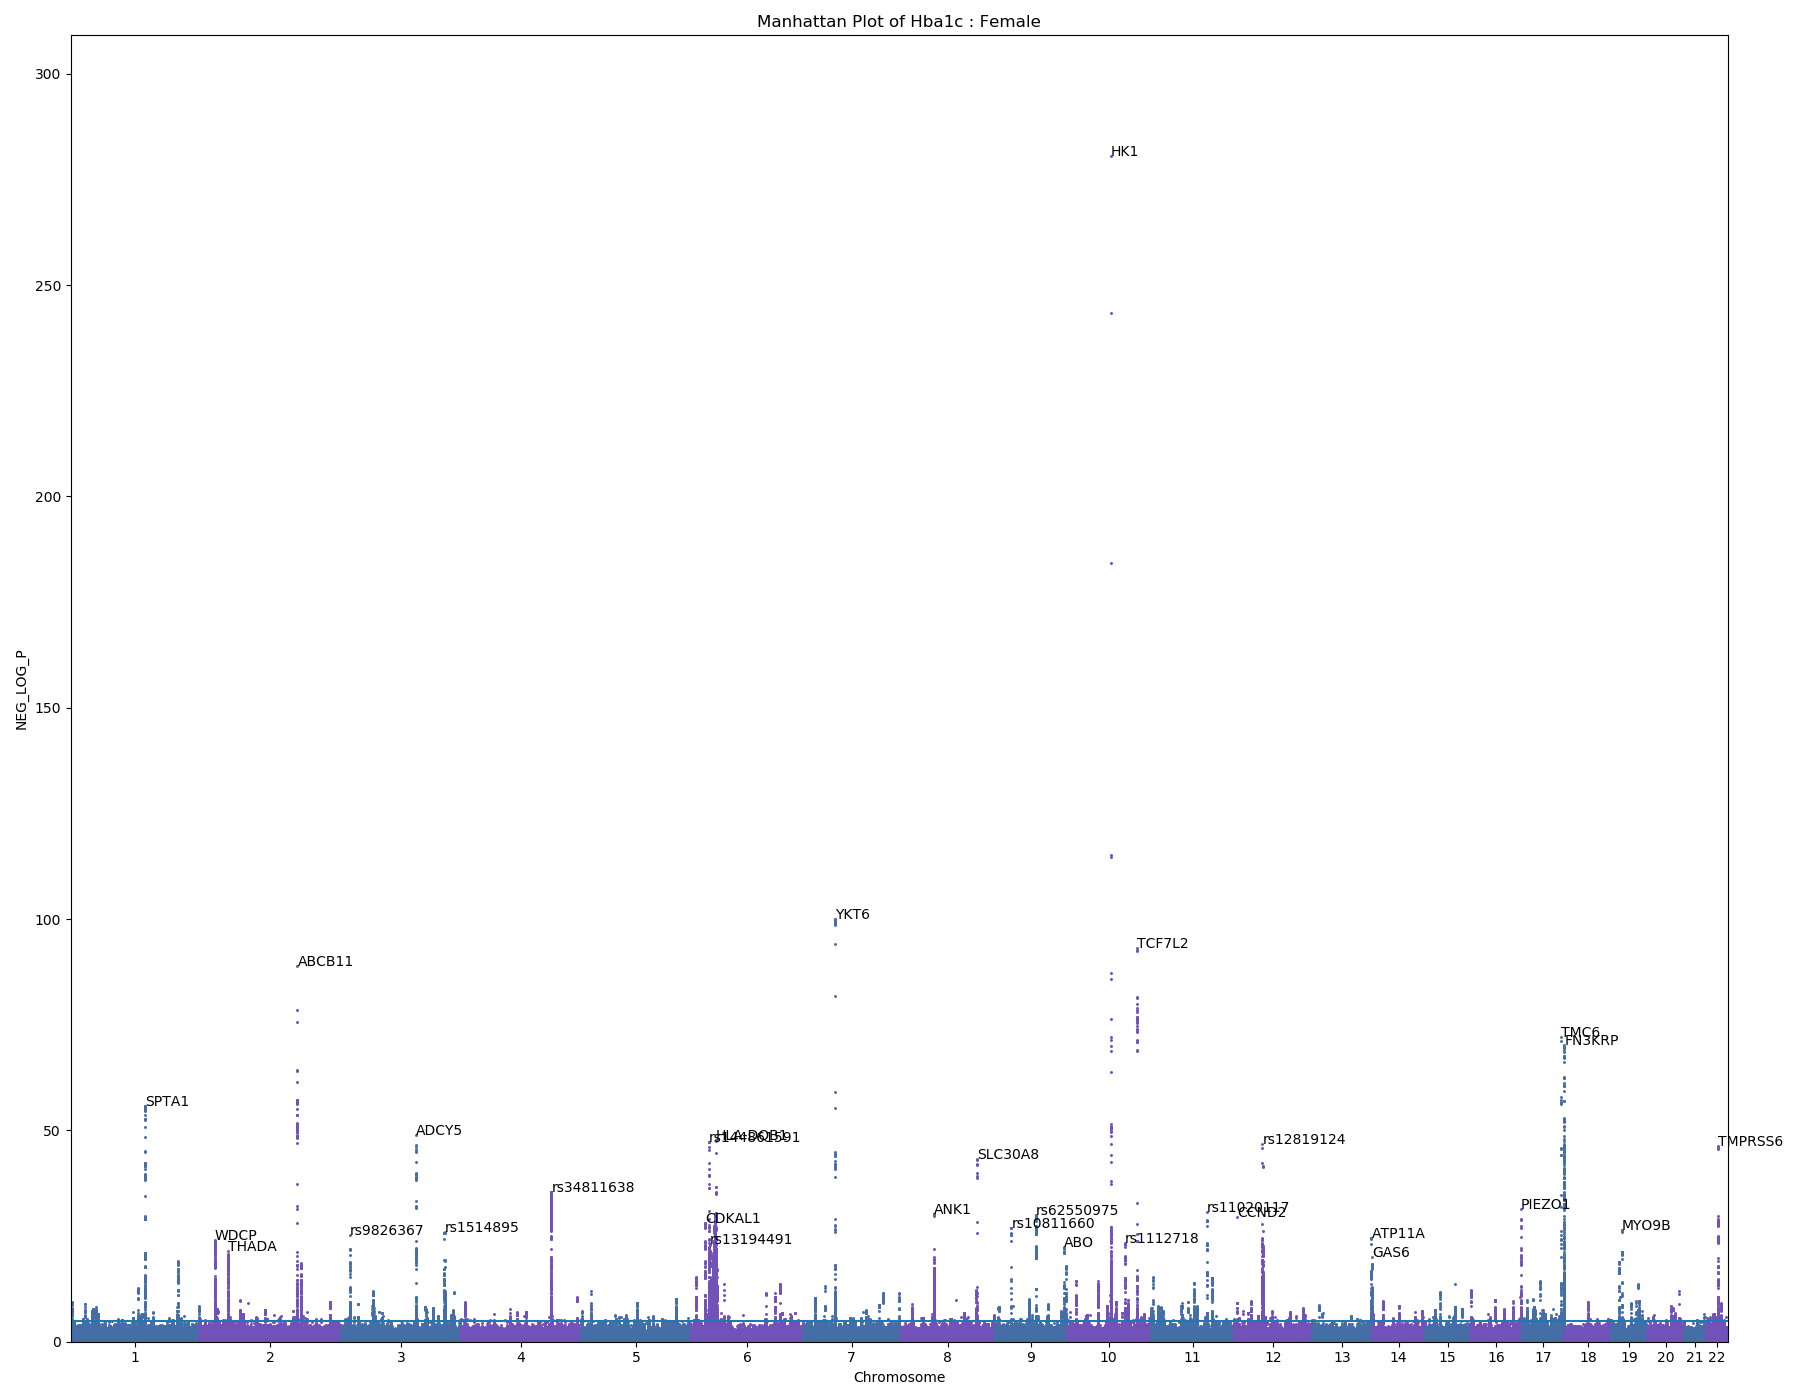 Manhattan Plot of Hba1c : Female
NEG_LOG_P
300
250
200
150
100
50
0
HK1
YKT6
TCF7L2
ABCB11
TMC6
FN3KRP
SPTA1
ADCY5
rs144861591
HLA-DQB1
rs12819124
TMPRSS6
SLC30A8
rs34811638
ANK1
rs62550975
rs11020117
CCND2
PIEZO1
CDKAL1
rs10811660
rs9826367
rs1514895
MYO9B
WDCP
THADA
rs13194491
ABO
rs1112718
ATP11A
GAS6
1 2 3 4 5 6 7 8 9 10 11 12 13 14 15 16 17 18 19 20 21 22
Chromosome